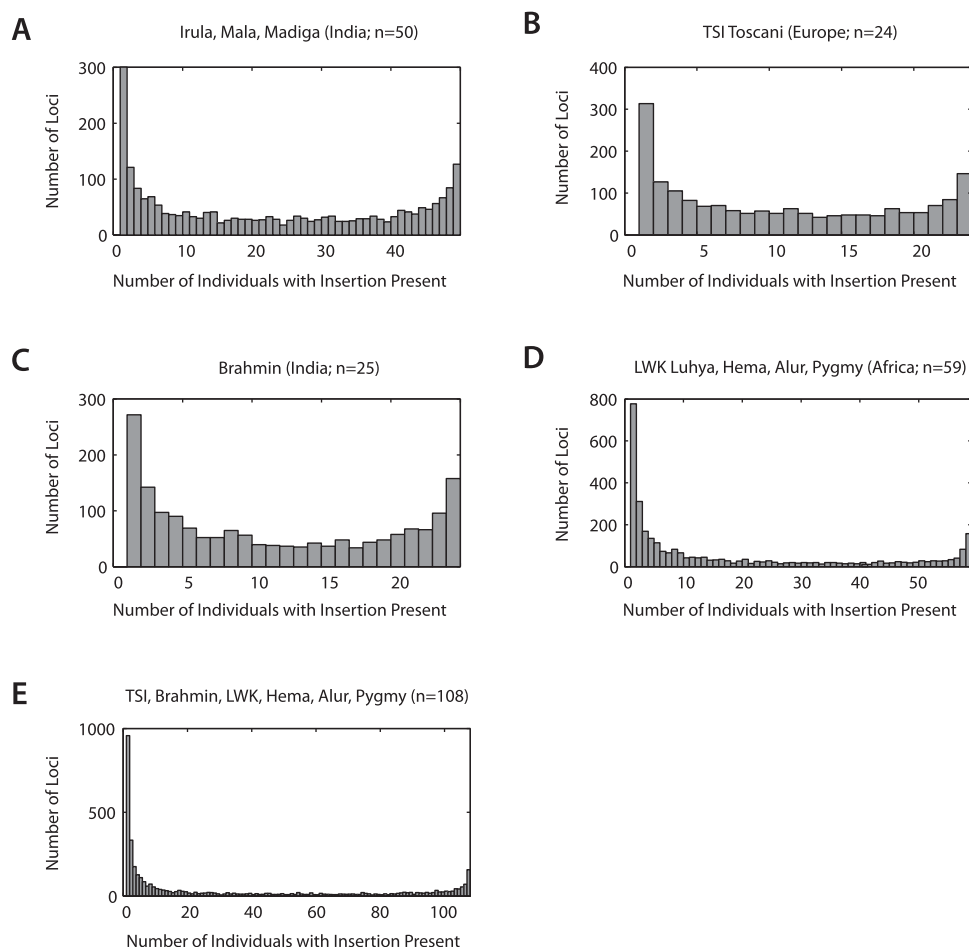 A
Irula, Mala, Madiga (India; n=50)
Number of Loci
300
200
100
0
0 10 20 30 40
Number of Individuals with Insertion Present
B
TSI Toscani (Europe; n=24)
Number of Loci
400
300
200
100
0
0 5 10 15 20
Number of Individuals with Insertion Present
C
Brahmin (India; n=25)
Number of Loci
300
200
100
0
0 5 10 15 20
Number of Individuals with Insertion Present
D
LWK Luhya, Hema, Alur, Pygmy (Africa; n=59)
Number of Loci
800
600
400
200
0
0 10 20 30 40 50
Number of Individuals with Insertion Present
E
TSI, Brahmin, LWK, Hema, Alur, Pygmy (n=108)
Number of Loci
1000
500
0
0 20 40 60 80 100
Number of Individuals with Insertion Present